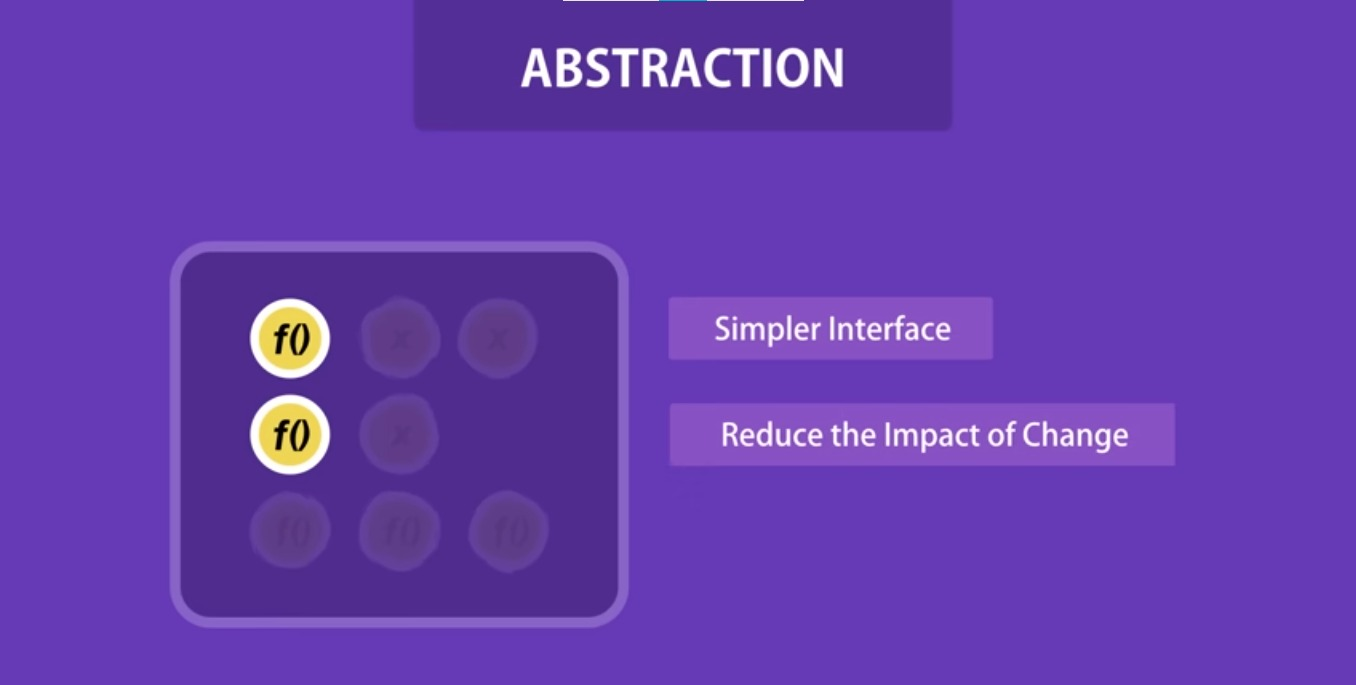 ABSTRACTION
f() x x
f() x
f() f() f()
Simpler Interface
Reduce the Impact of Change